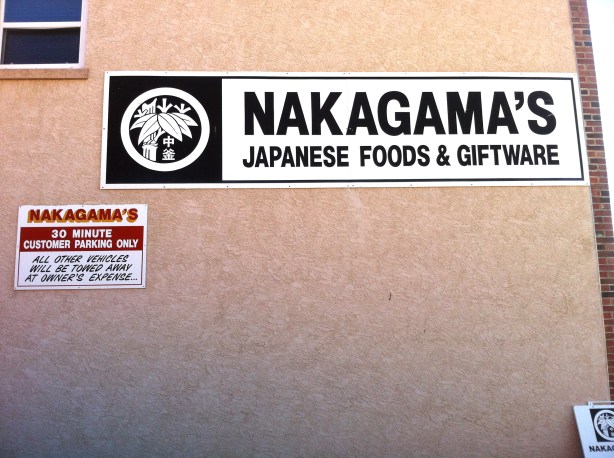 NAKAGAMA'S
JAPANESE FOODS & GIFTWARE
中
釜
NAKAGAMA'S
30 MINUTE
CUSTOMER PARKING ONLY
ALL OTHER VEHICLES
WILL BE TOWED AWAY
AT OWNER'S EXPENSE...